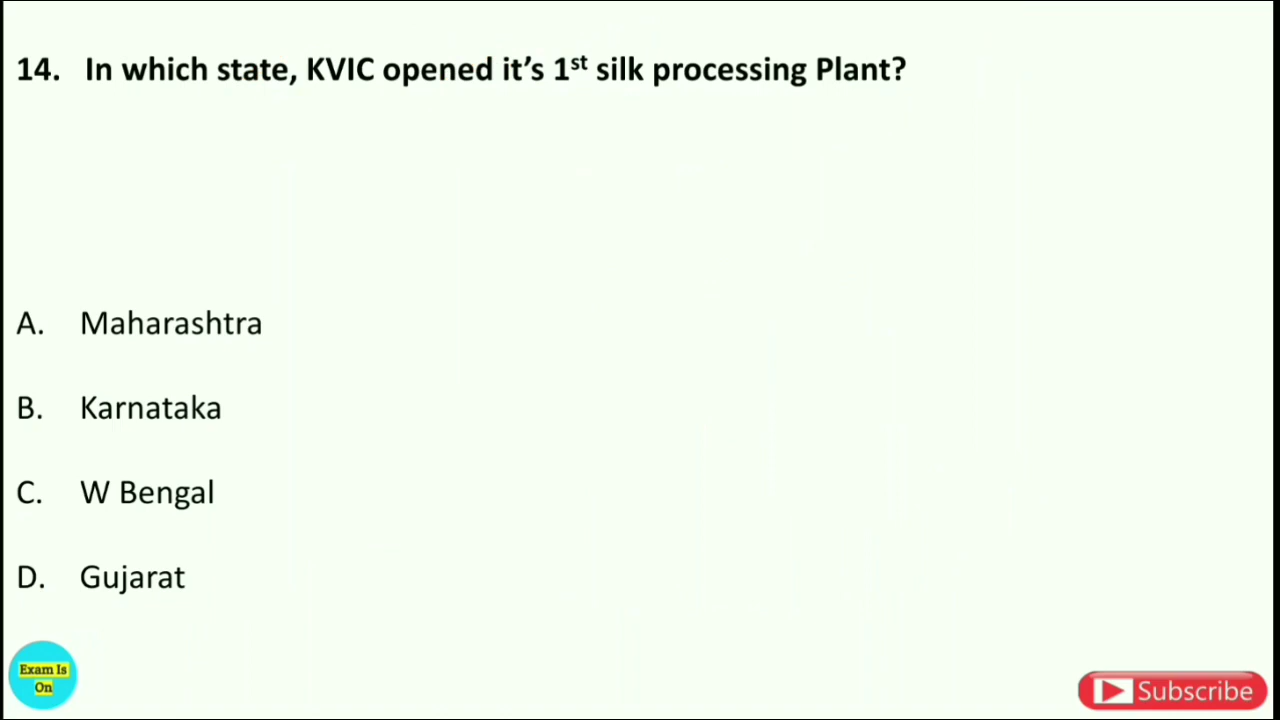 14. In which state, KVIC opened it’s 1st silk processing Plant?
A. Maharashtra
B. Karnataka
C. W Bengal
D. Gujarat
Exam Is
On
Subscribe